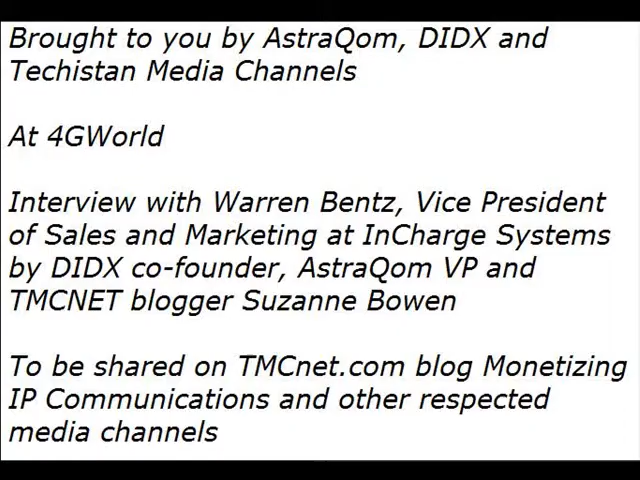 Brought to you by AstraQom, DIDX and
Techistan Media Channels
At 4GWorld
Interview with Warren Bentz, Vice President
of Sales and Marketing at InCharge Systems
by DIDX co-founder, AstraQom VP and
TMCNET blogger Suzanne Bowen
To be shared on TMCnet.com blog Monetizing
IP Communications and other respected
media channels